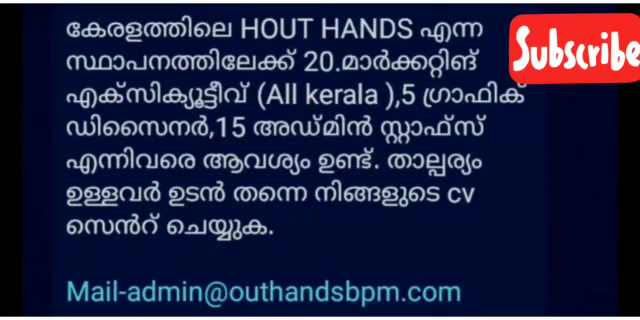 കേരളത്തിലെ HOUT HANDS എന്ന
സ്ഥാപനത്തിലേക്ക് 20.മാർക്കറ്റിങ്
എക്സിക്യൂട്ടീവ് (All kerala ),5 ഗ്രാഫിക്
ഡിസൈനർ,15 അഡ്മിൻ സ്റ്റാഫ്സ്
എന്നിവരെ ആവശ്യം ഉണ്ട്. താല്പര്യം
ഉള്ളവർ ഉടൻ തന്നെ നിങ്ങളുടെ cv
സെൻറ് ചെയ്യുക.
Mail-admin@outhandsbpm.com
Subscribe